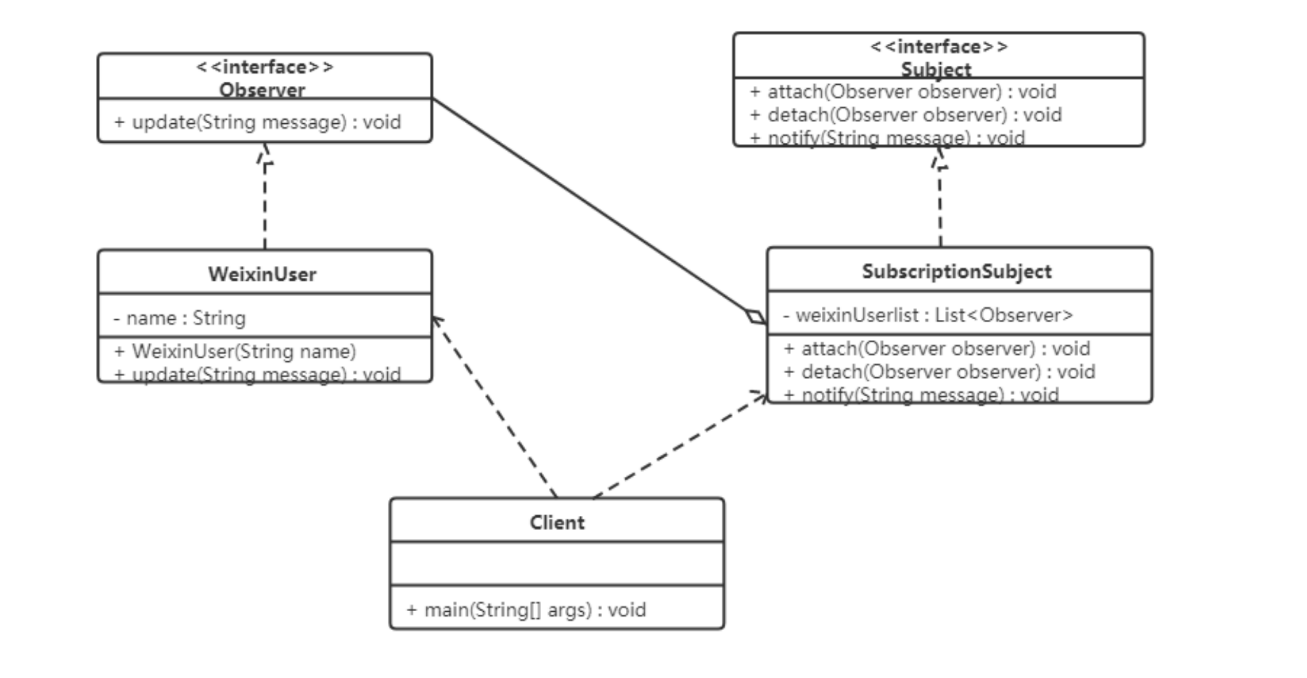 <<interface>>
Observer
+ update(String message) : void
<<interface>>
Subject
+ attach(Observer observer) : void
+ detach(Observer observer) : void
+ notify(String message) : void
WeixinUser
- name : String
+ WeixinUser(String name)
+ update(String message) : void
SubscriptionSubject
- weixinUserlist : List<Observer>
+ attach(Observer observer) : void
+ detach(Observer observer) : void
+ notify(String message) : void
Client
+ main(String[] args) : void